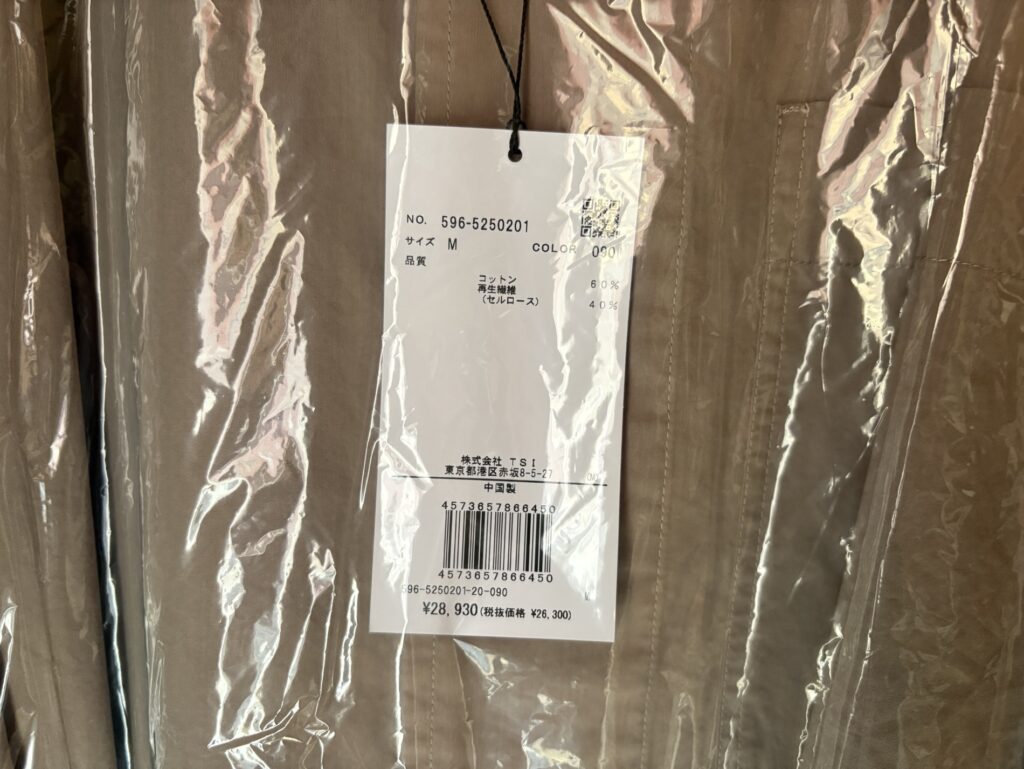 NO. 596-5250201
サイズ M COLOR 090
品質
コットン 60%
再生繊維
(セルロース) 40%
株式会社 TSI
東京都港区赤坂8-5-27
中国製
4573657866450
4573657866450
596-5250201-20-090
¥28,930(税抜価格 ¥26,300)